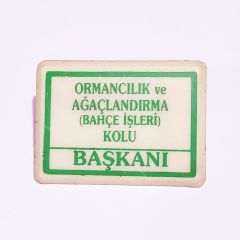 ORMANCILIK ve
AĞAÇLANDIRMA
(BAHÇE İŞLERİ)
KOLU
BAŞKANI